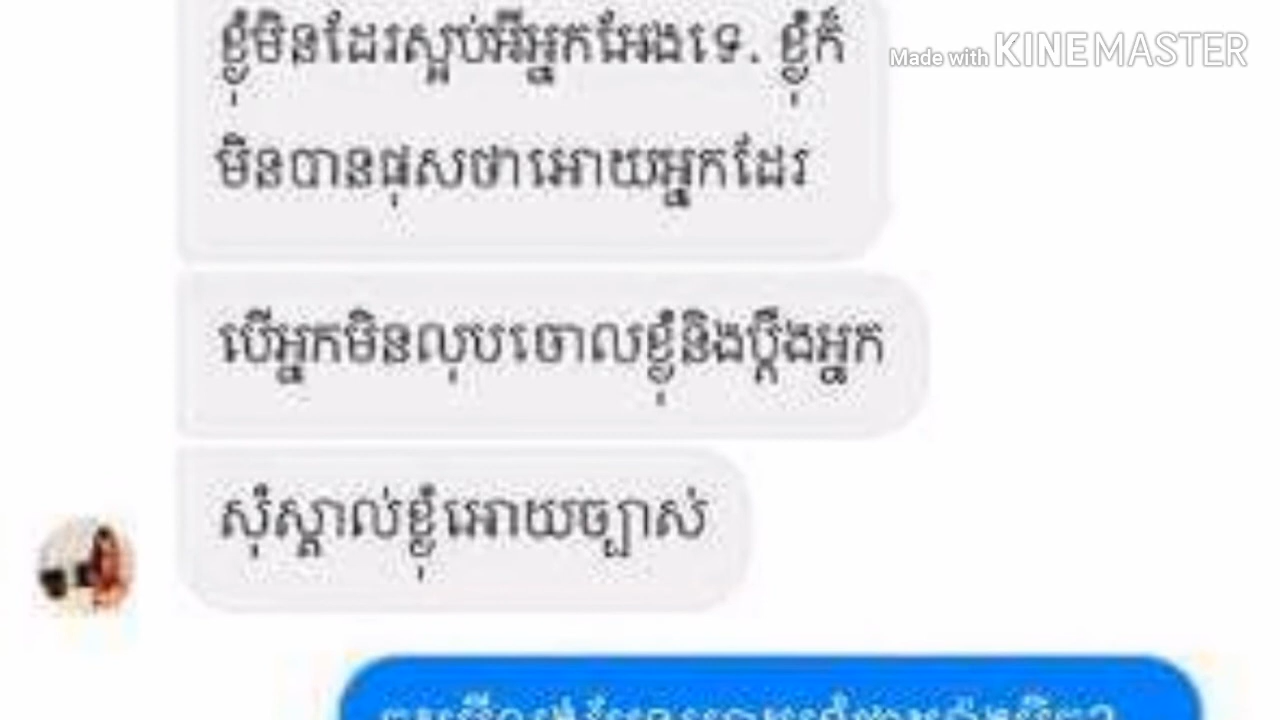 ខ្ញុំមិនដែរស្អប់អីអ្នកអែងទេ. ខ្ញុំក៏
Made with KINEMASTER
មិនបានផុសថាអោយអ្នកដែរ
បើអ្នកមិនលុបចោលខ្ញុំនិងប្តឹងអ្នក
សុំស្គាល់ខ្ញុំអោយច្បាស់